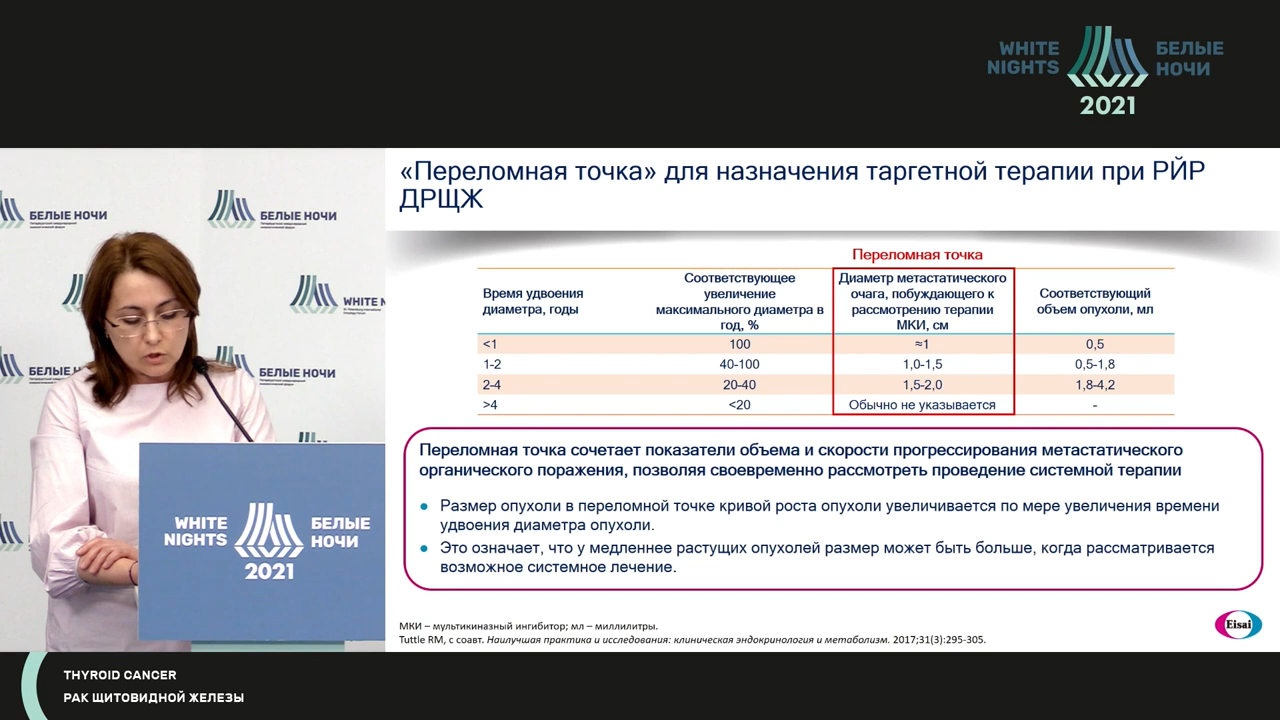 WHITE NIGHTS
БЕЛЫЕ НОЧИ
2021
БЕЛЫЕ НОЧИ
БЕЛЫЕ НОЧИ
WHITE N
БЕЛЫЕ
БЕЛЫЕ НОЧИ
WHITE NIGHTS
БЕЛЫЕ НОЧИ
2021
«Переломная точка» для назначения таргетной терапии при РЙР
ДРЩЖ
Переломная точка
Время удвоения диаметра, годы
Соответствующее увеличение максимального диаметра в год, %
Диаметр метастатического очага, побуждающего к рассмотрению терапии МКИ, см
Соответствующий объем опухоли, мл
<1 100 ≈1 0,5
1-2 40-100 1,0-1,5 0,5-1,8
2-4 20-40 1,5-2,0 1,8-4,2
>4 <20 Обычно не указывается -
Переломная точка сочетает показатели объема и скорости прогрессирования метастатического
органического поражения, позволяя своевременно рассмотреть проведение системной терапии
● Размер опухоли в переломной точке кривой роста опухоли увеличивается по мере увеличения времени
удвоения диаметра опухоли.
● Это означает, что у медленнее растущих опухолей размер может быть больше, когда рассматривается
возможное системное лечение.
МКИ – мультикиназный ингибитор; мл – миллилитры.
Tuttle RM, с соавт. Наилучшая практика и исследования: клиническая эндокринология и метаболизм. 2017;31(3):295-305.
Eisai
THYROID CANCER
РАК ЩИТОВИДНОЙ ЖЕЛЕЗЫ